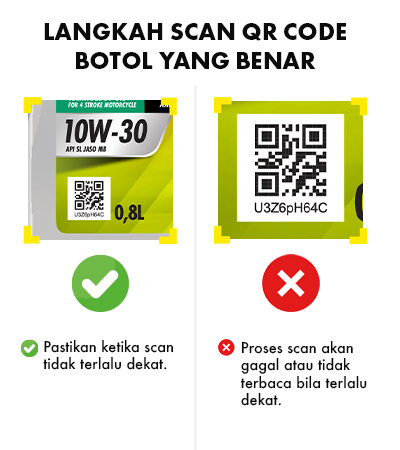 LANGKAH SCAN QR CODE
BOTOL YANG BENAR
FOR 4 STROKE MOTORCYCLE
10W-30
API SL JASO MB
U3Z6pH64C
0,8L
U3Z6pH64C
Pastikan ketika scan
tidak terlalu dekat.
Proses scan akan
gagal atau tidak
terbaca bila terlalu
dekat.